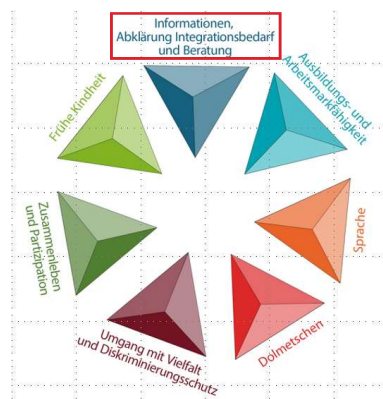 Informationen,
Abklärung Integrationsbedarf
und Beratung
Ausbildungs- und
Arbeitsmarkfähigkeit
Sprache
Dolmetschen
Umgang mit Vielfalt
und Diskriminierungsschutz
Zusammenleben
und Partizipation
Frühe Kindheit